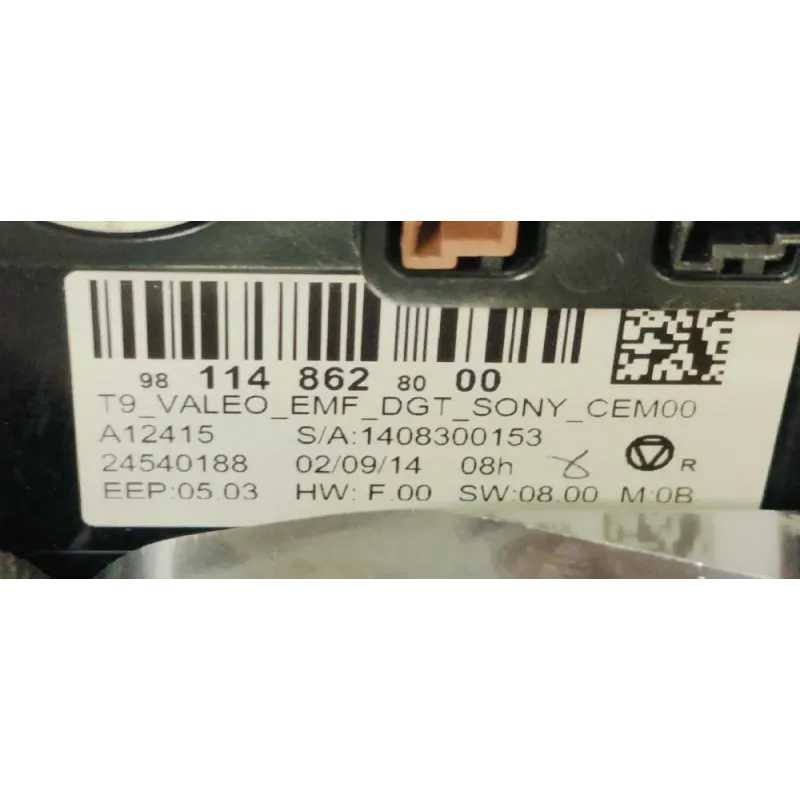 98 114 862 80 00
T9_VALEO_EMF_DGT_SONY_CEM00
A12415 S/A:1408300153
24540188 02/09/14 08h R
EEP:05.03 HW: F.00 SW:08.00 M:0B